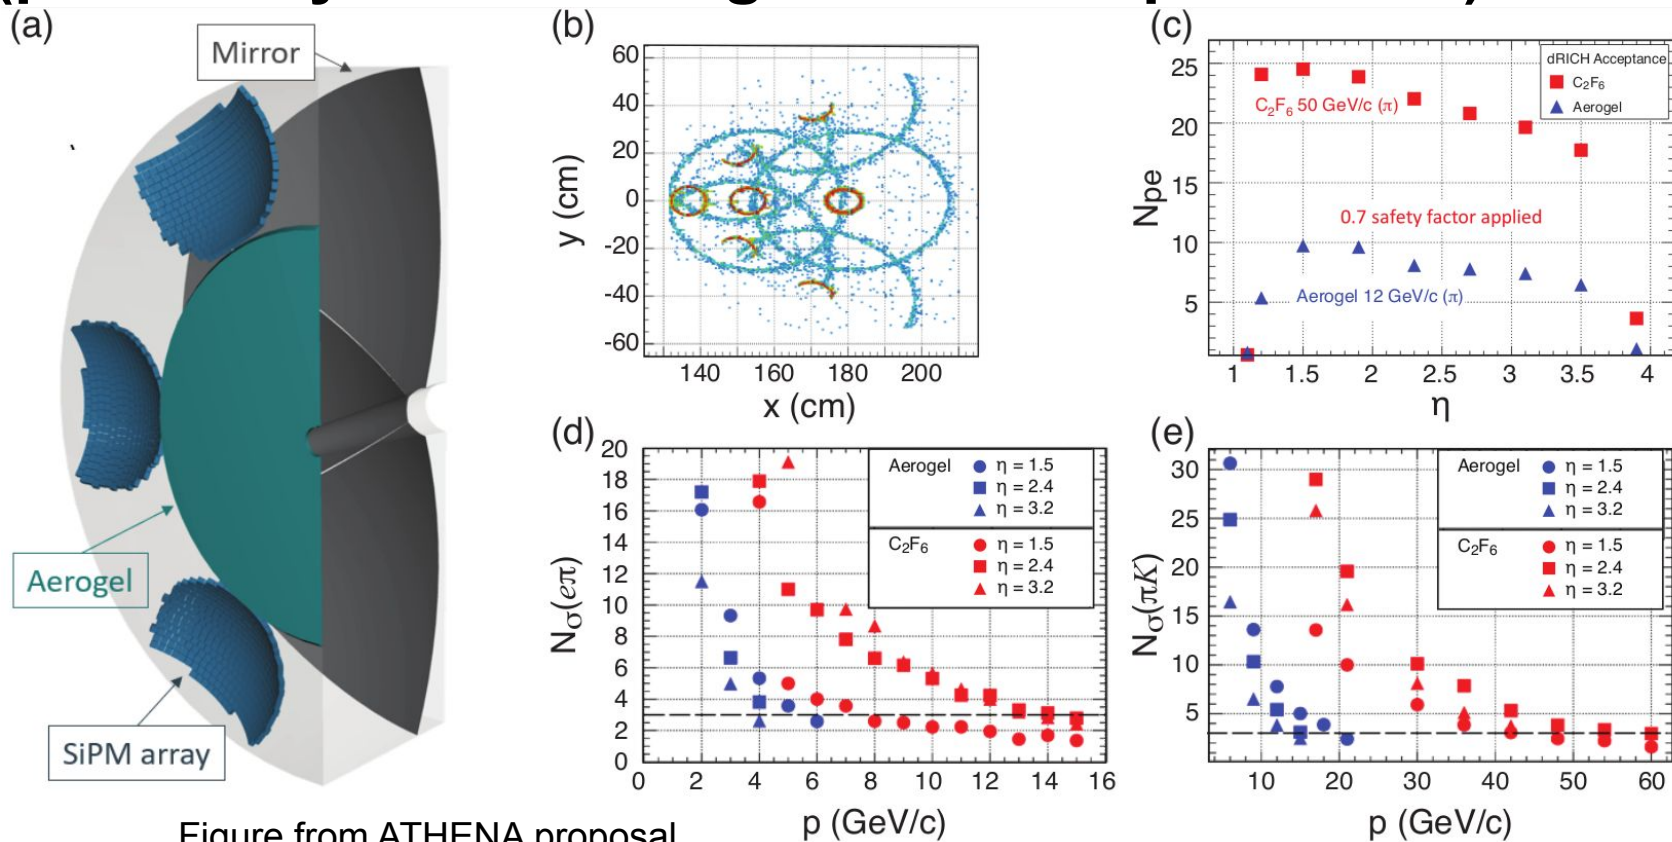 (a)
Mirror
Aerogel
SiPM array
(b)
60
40
20
0
-20
-40
-60
y (cm)
140 160 180 200
x (cm)
(c)
25
20
15
10
5
Npe
dRICH Acceptance
C₂F₆
Aerogel
C₂F₆ 50 GeV/c (π)
0.7 safety factor applied
Aerogel 12 GeV/c (π)
1 1.5 2 2.5 3 3.5 4
η
(d)
20
18
16
14
12
10
8
6
4
2
0
Nσ(eπ)
Aerogel η = 1.5
η = 2.4
η = 3.2
C₂F₆ η = 1.5
η = 2.4
η = 3.2
0 2 4 6 8 10 12 14 16
p (GeV/c)
(e)
30
25
20
15
10
5
Nσ(πK)
Aerogel η = 1.5
η = 2.4
η = 3.2
C₂F₆ η = 1.5
η = 2.4
η = 3.2
10 20 30 40 50 60
p (GeV/c)
Figure from ATHENA proposal